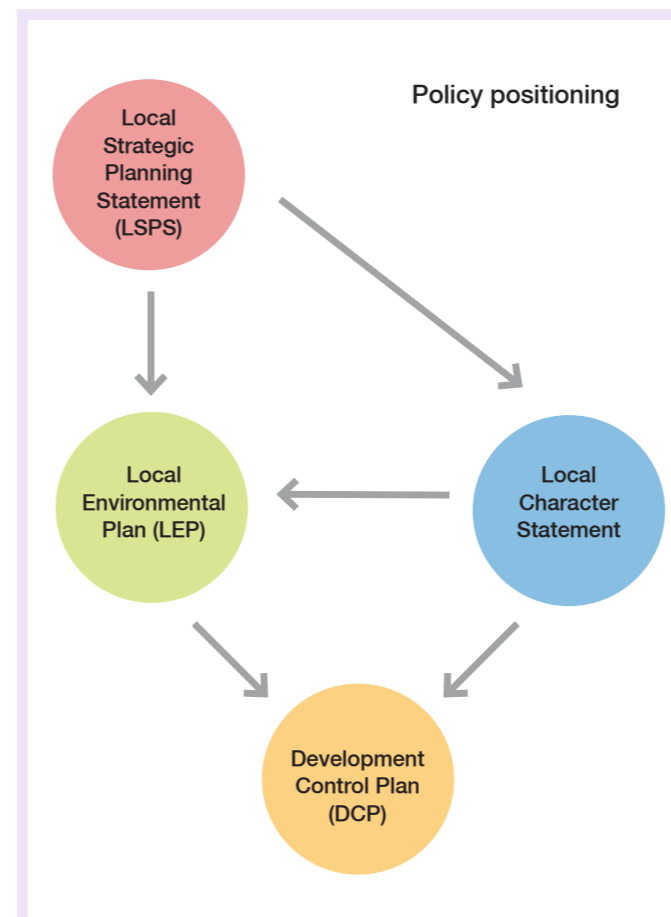 Policy positioning
Local
Strategic
Planning
Statement
(LSPS)
Local
Environmental
Plan (LEP)
Local
Character
Statement
Development
Control Plan
(DCP)